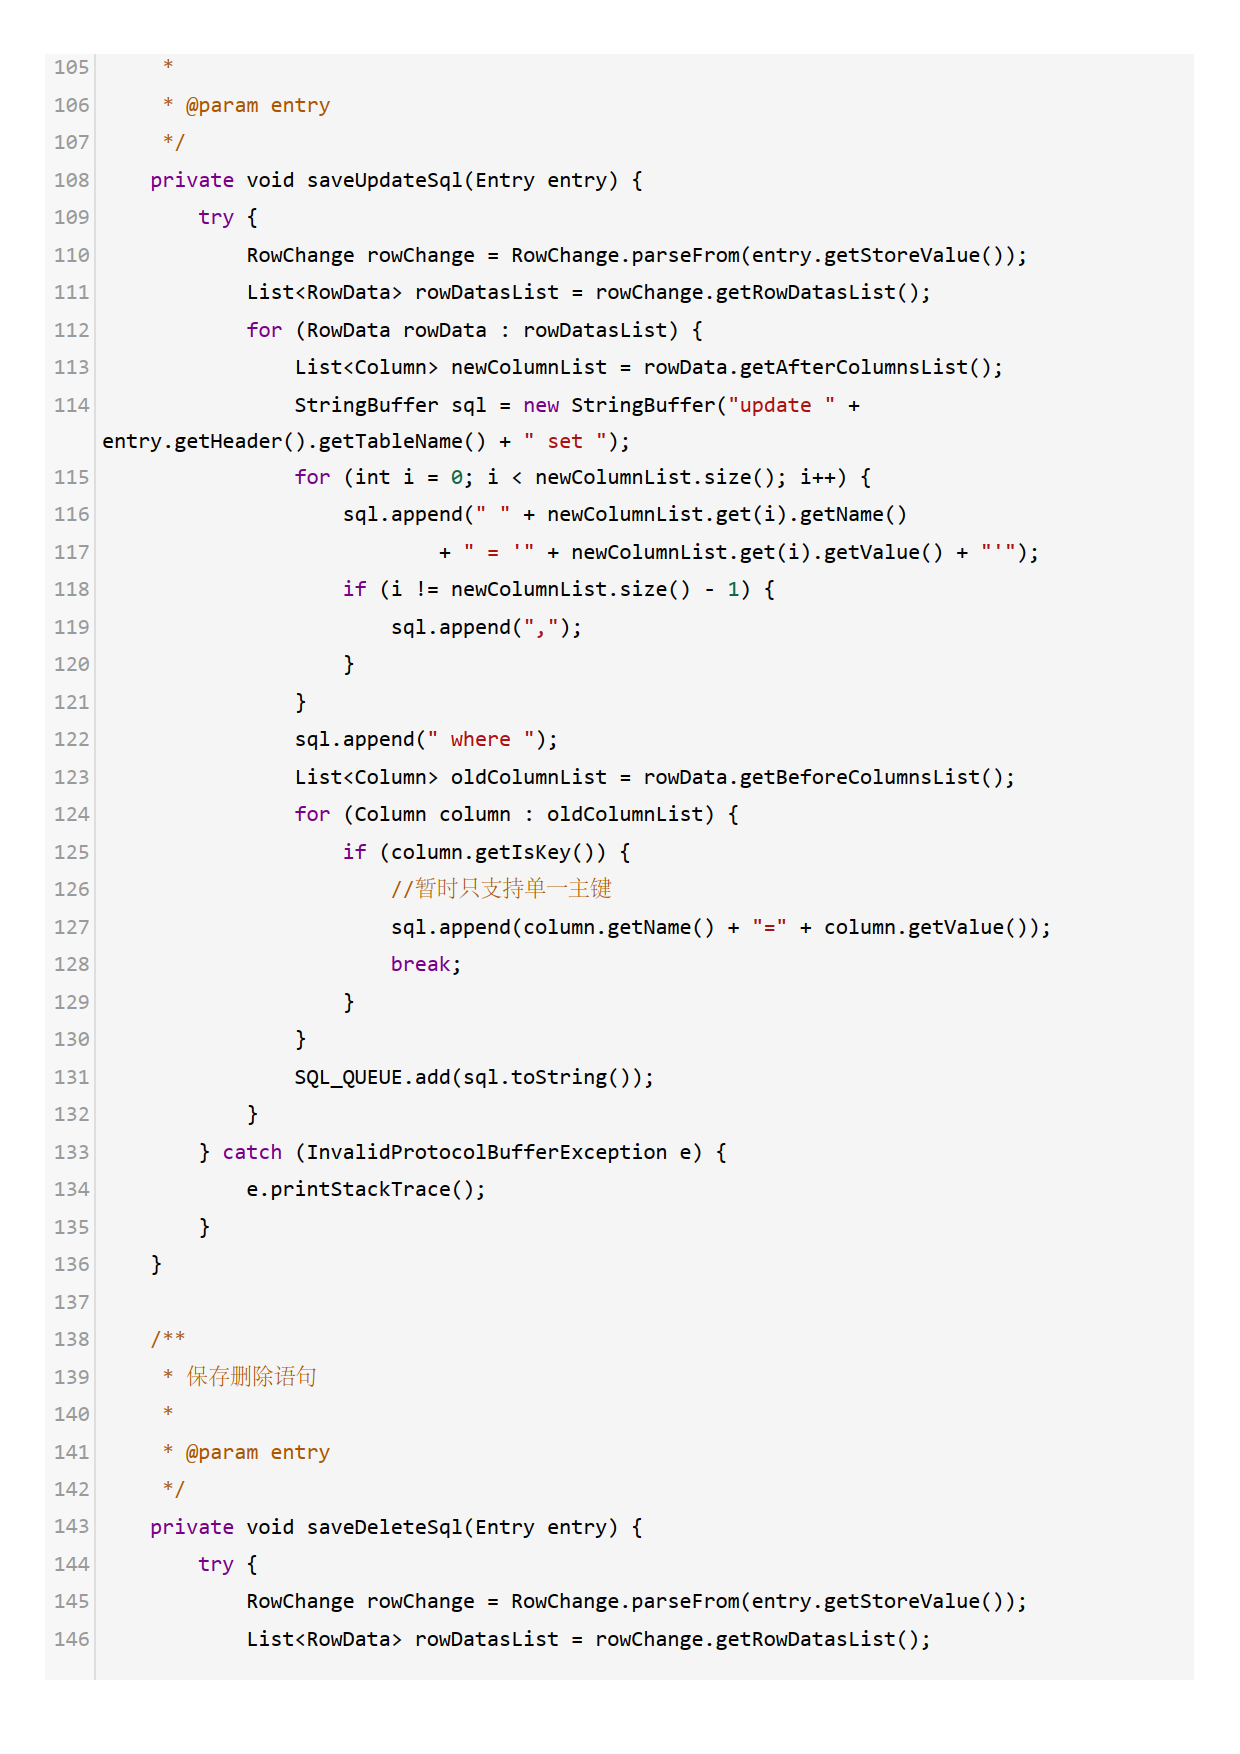 105      *
106      * @param entry
107      */
108     private void saveUpdateSql(Entry entry) {
109         try {
110             RowChange rowChange = RowChange.parseFrom(entry.getStoreValue());
111             List<RowData> rowDatasList = rowChange.getRowDatasList();
112             for (RowData rowData : rowDatasList) {
113                 List<Column> newColumnList = rowData.getAfterColumnsList();
114                 StringBuffer sql = new StringBuffer("update " +
entry.getHeader().getTableName() + " set ");
115                 for (int i = 0; i < newColumnList.size(); i++) {
116                     sql.append(" " + newColumnList.get(i).getName()
117                             + " = '" + newColumnList.get(i).getValue() + "'");
118                     if (i != newColumnList.size() - 1) {
119                         sql.append(",");
120                     }
121                 }
122                 sql.append(" where ");
123                 List<Column> oldColumnList = rowData.getBeforeColumnsList();
124                 for (Column column : oldColumnList) {
125                     if (column.getIsKey()) {
126                         //暂时只支持单一主键
127                         sql.append(column.getName() + "=" + column.getValue());
128                         break;
129                     }
130                 }
131                 SQL_QUEUE.add(sql.toString());
132             }
133         } catch (InvalidProtocolBufferException e) {
134             e.printStackTrace();
135         }
136     }
137
138     /**
139      * 保存删除语句
140      *
141      * @param entry
142      */
143     private void saveDeleteSql(Entry entry) {
144         try {
145             RowChange rowChange = RowChange.parseFrom(entry.getStoreValue());
146             List<RowData> rowDatasList = rowChange.getRowDatasList();